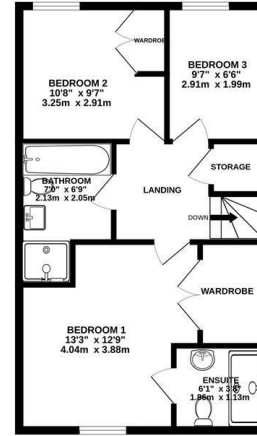 WARDROBE
BEDROOM 2
10'8" x 9'7"
3.25m x 2.91m
BEDROOM 3
9'7" x 6'6"
2.91m x 1.99m
BATHROOM
7'0" x 6'9"
2.13m x 2.05m
STORAGE
LANDING
DOWN
WARDROBE
BEDROOM 1
13'3" x 12'9"
4.04m x 3.88m
ENSUITE
6'1" x 3'8"
1.86m x 1.13m